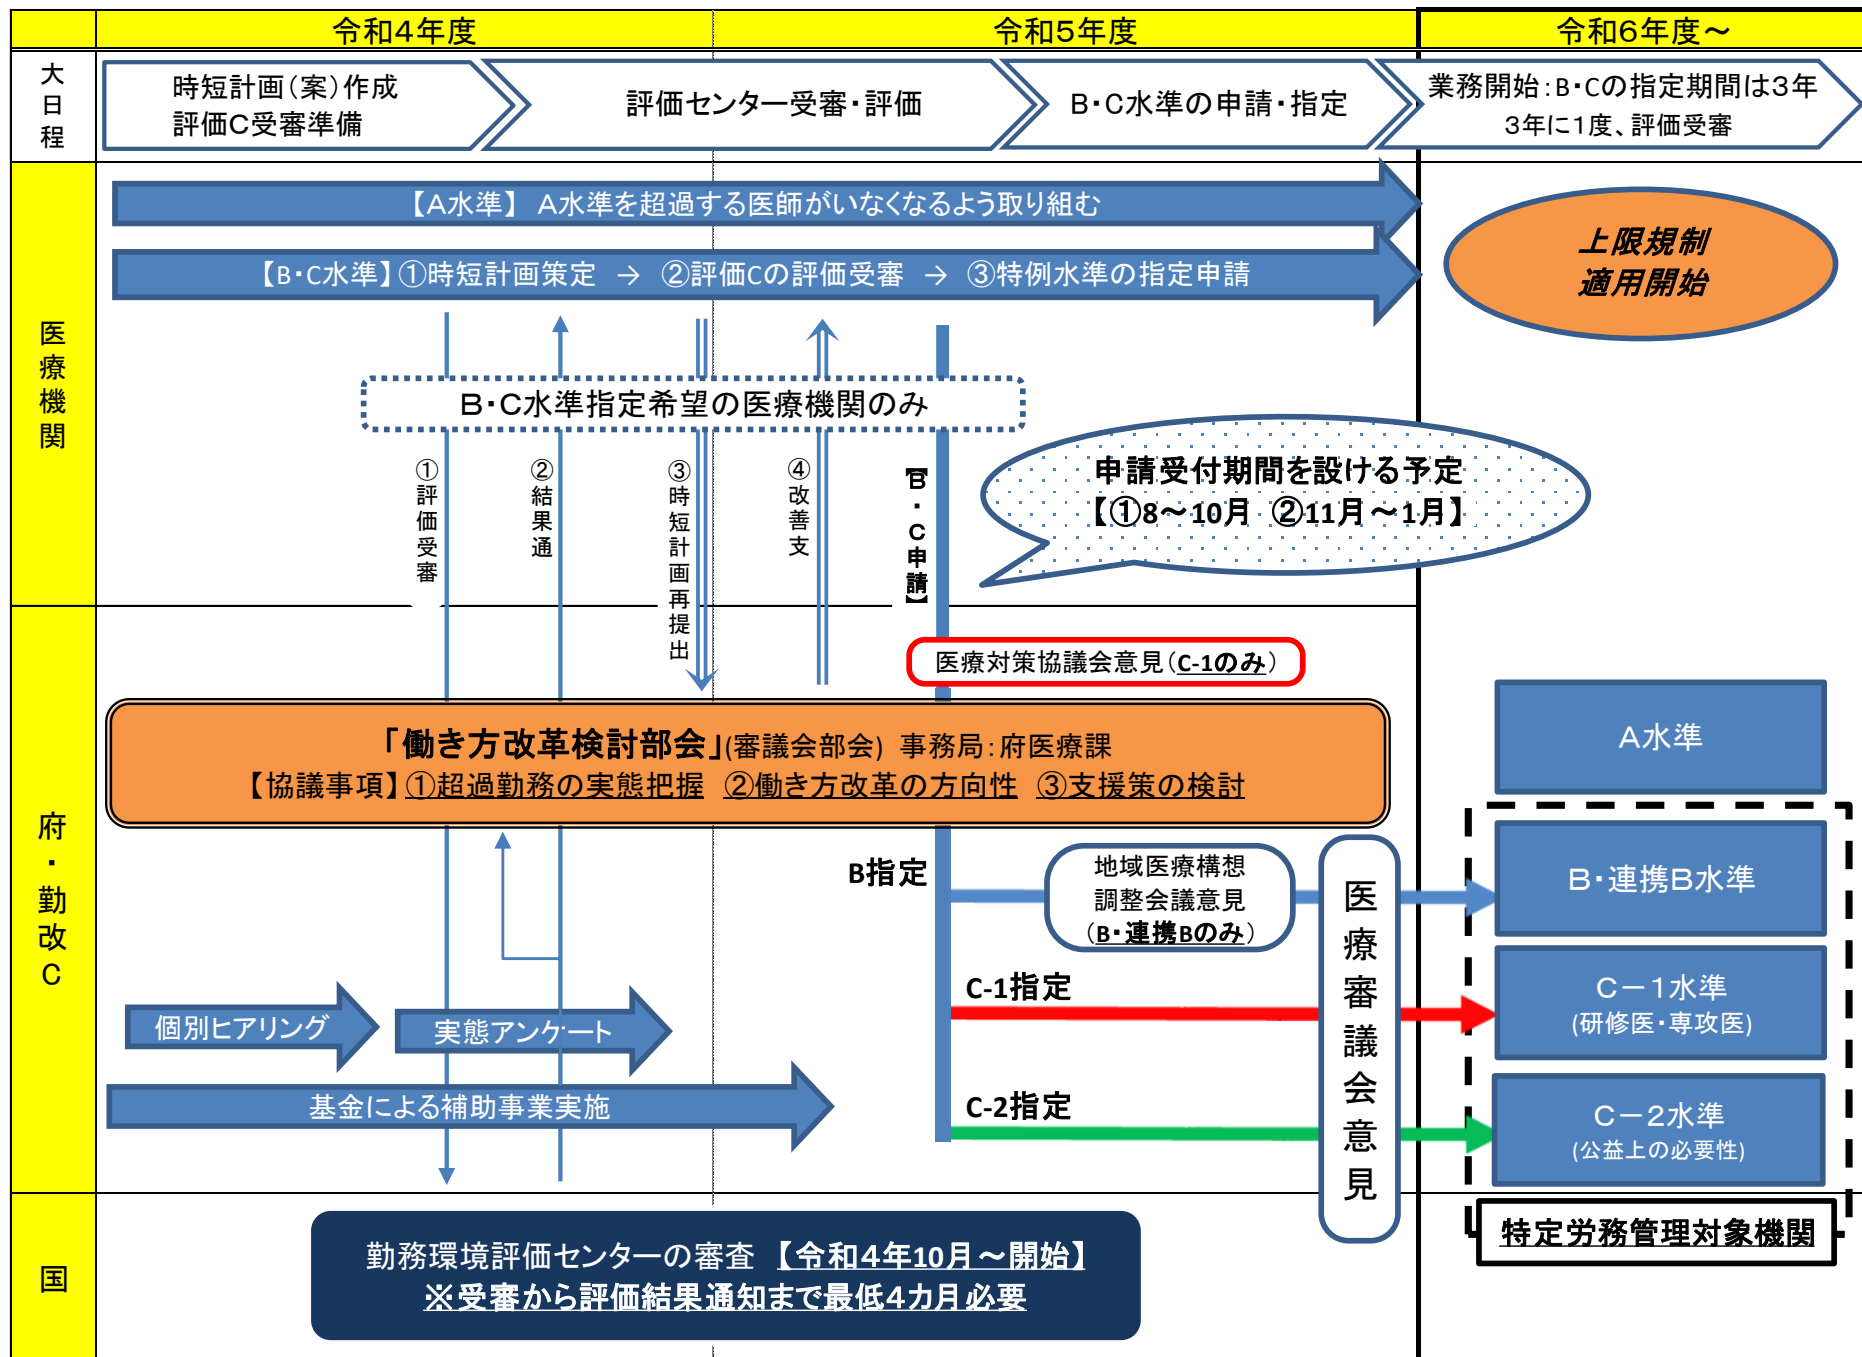 令和4年度
令和5年度
令和6年度～
大日程
時短計画（案）作成
評価C受審準備
評価センター受審・評価
B・C水準の申請・指定
業務開始：B・Cの指定期間は３年
３年に１度、評価受審
医療機関
【A水準】 A水準を超過する医師がいなくなるよう取り組む
【B・C水準】①時短計画策定 → ②評価Cの評価受審 → ③特例水準の指定申請
上限規制
適用開始
B・C水準指定希望の医療機関のみ
①評価受審
②結果通
③時短計画再提出
④改善支
【B・C申請】
申請受付期間を設ける予定
【①8～10月 ②11月～1月】
府・勤改C
医療対策協議会意見（C-1のみ）
「働き方改革検討部会」(審議会部会) 事務局：府医療課
【協議事項】①超過勤務の実態把握 ②働き方改革の方向性 ③支援策の検討
B指定
地域医療構想
調整会議意見
（B・連携Bのみ）
C-1指定
C-2指定
医療審議会意見
個別ヒアリング
実態アンケート
基金による補助事業実施
A水準
B・連携B水準
C－1水準
(研修医・専攻医)
C－2水準
(公益上の必要性)
特定労務管理対象機関
国
勤務環境評価センターの審査 【令和4年10月～開始】
※受審から評価結果通知まで最低4カ月必要